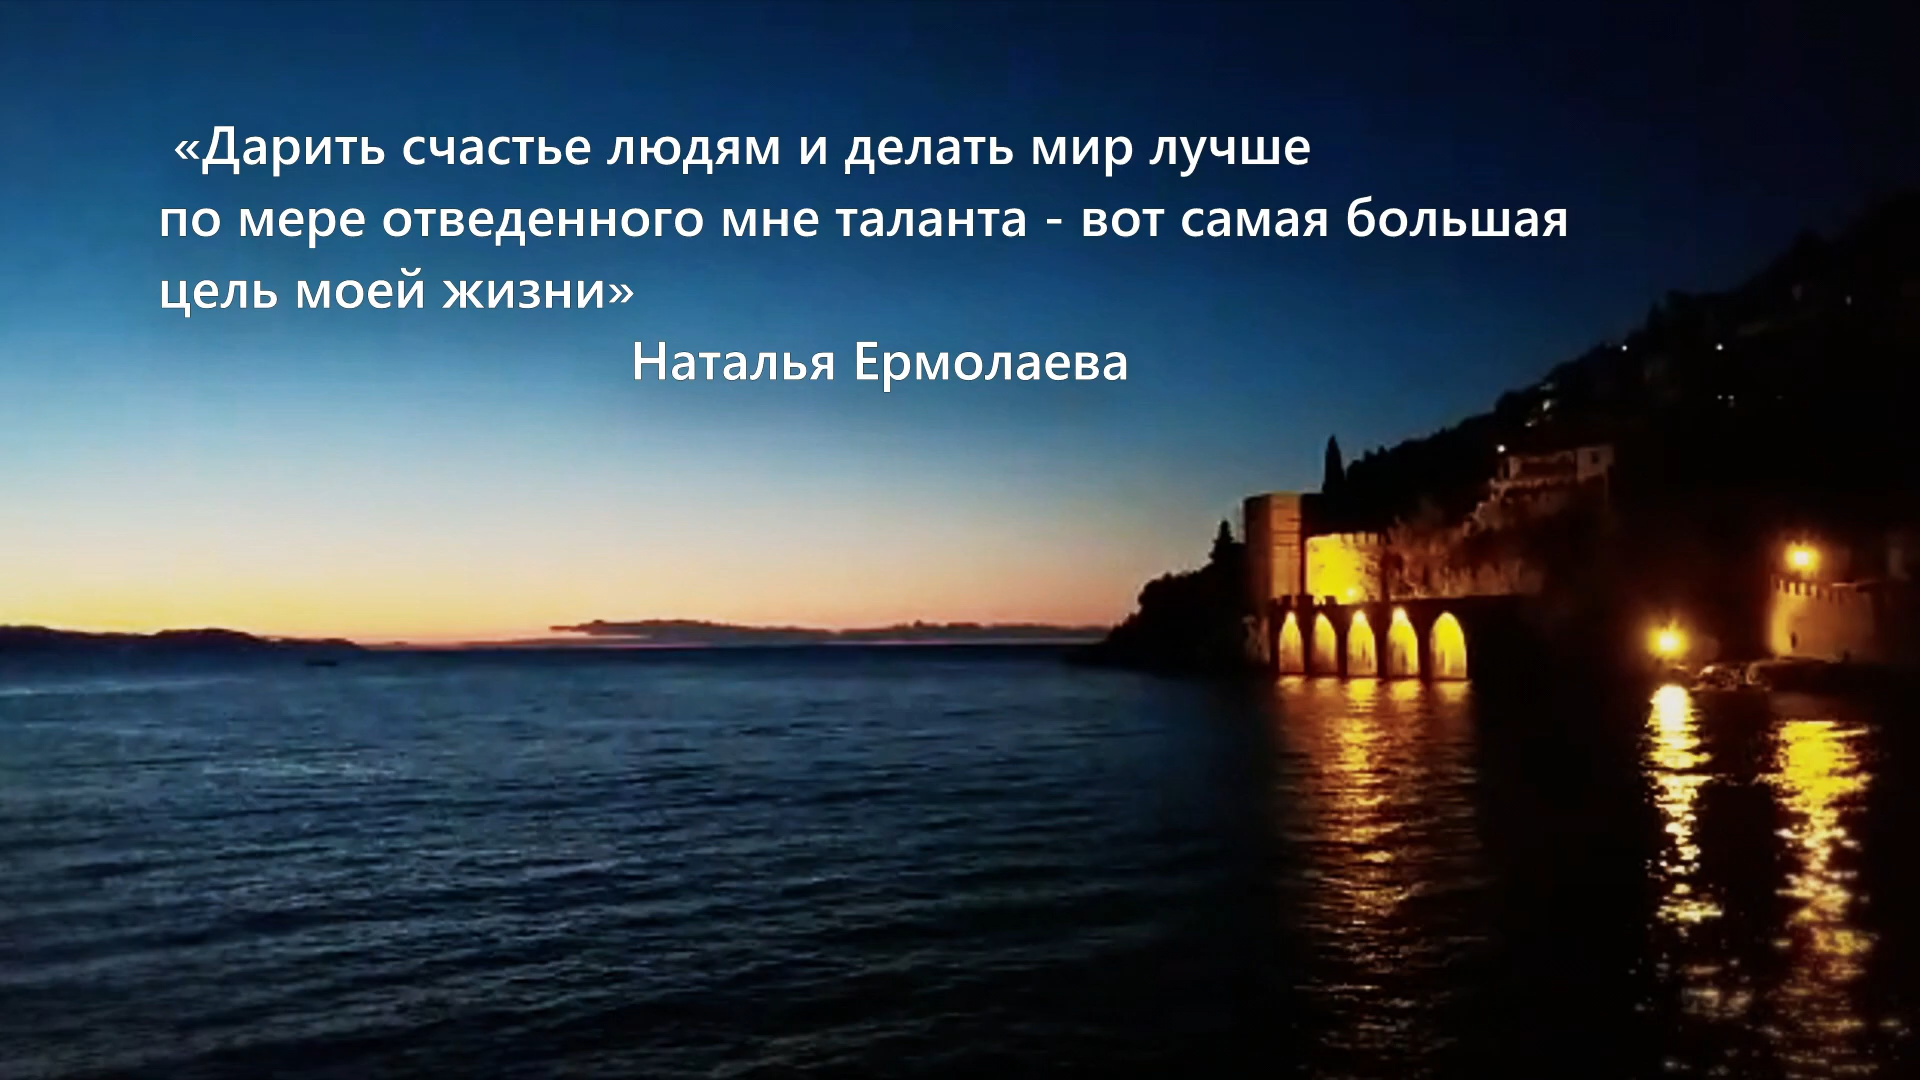 «Дарить счастье людям и делать мир лучше
по мере отведенного мне таланта - вот самая большая
цель моей жизни»
Наталья Ермолаева